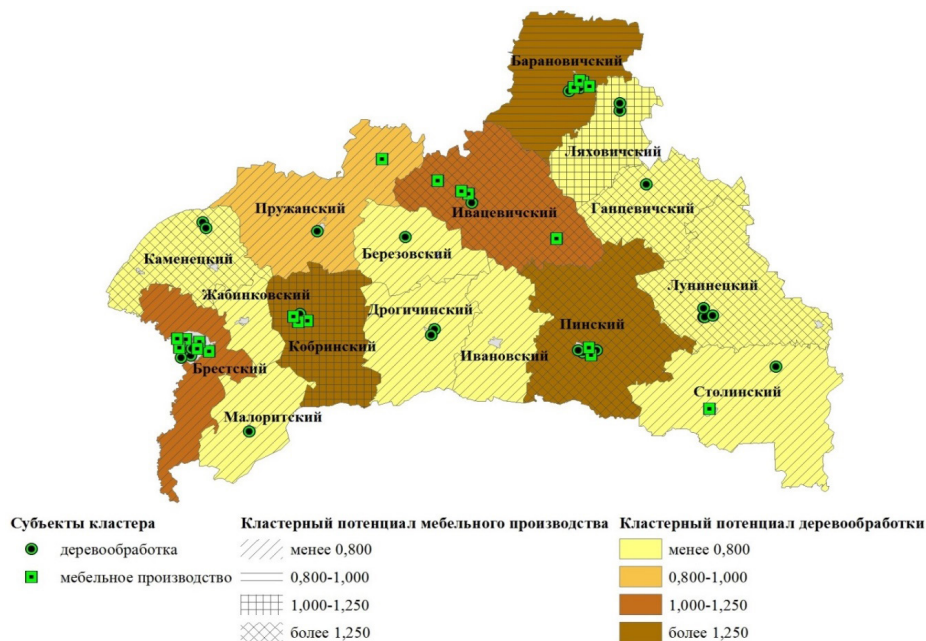 Барановичский
Ляховичский
Пружанский
Ивацевичский
Ганцевичский
Каменецкий
Березовский
Жабинковский
Дрогичинский
Лунинецкий
Кобринский
Ивановский
Пинский
Брестский
Столинский
Малоритский
Субъекты кластера
деревообработка
мебельное производство
Кластерный потенциал мебельного производства
менее 0,800
0,800-1,000
1,000-1,250
более 1,250
Кластерный потенциал деревообработки
менее 0,800
0,800-1,000
1,000-1,250
более 1,250